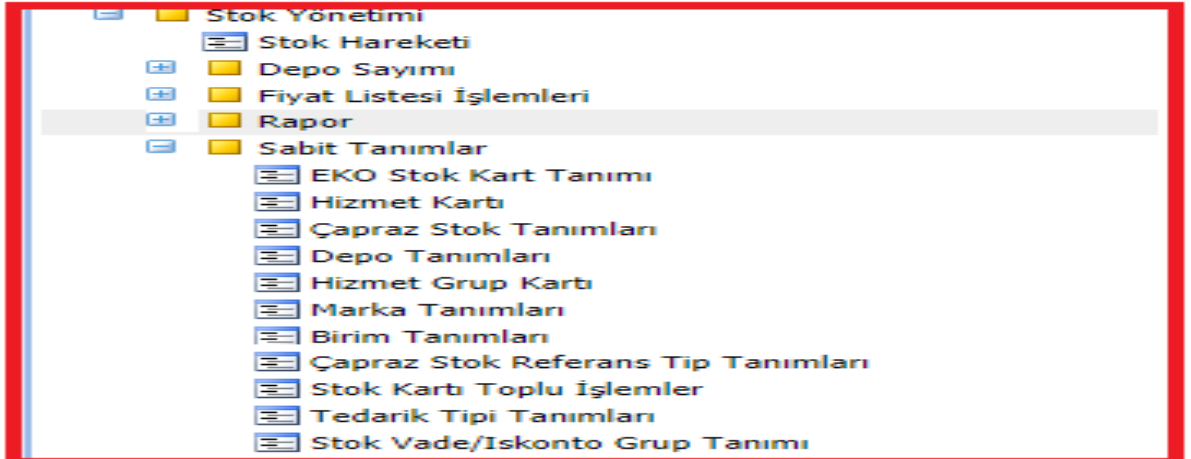 Stok Yönetimi
Stok Hareketi
Depo Sayımı
Fiyat Listesi İşlemleri
Rapor
Sabit Tanımlar
EKO Stok Kart Tanımı
Hizmet Kartı
Çapraz Stok Tanımları
Depo Tanımları
Hizmet Grup Kartı
Marka Tanımları
Birim Tanımları
Çapraz Stok Referans Tip Tanımları
Stok Kartı Toplu İşlemler
Tedarik Tipi Tanımları
Stok Vade/Iskonto Grup Tanımı